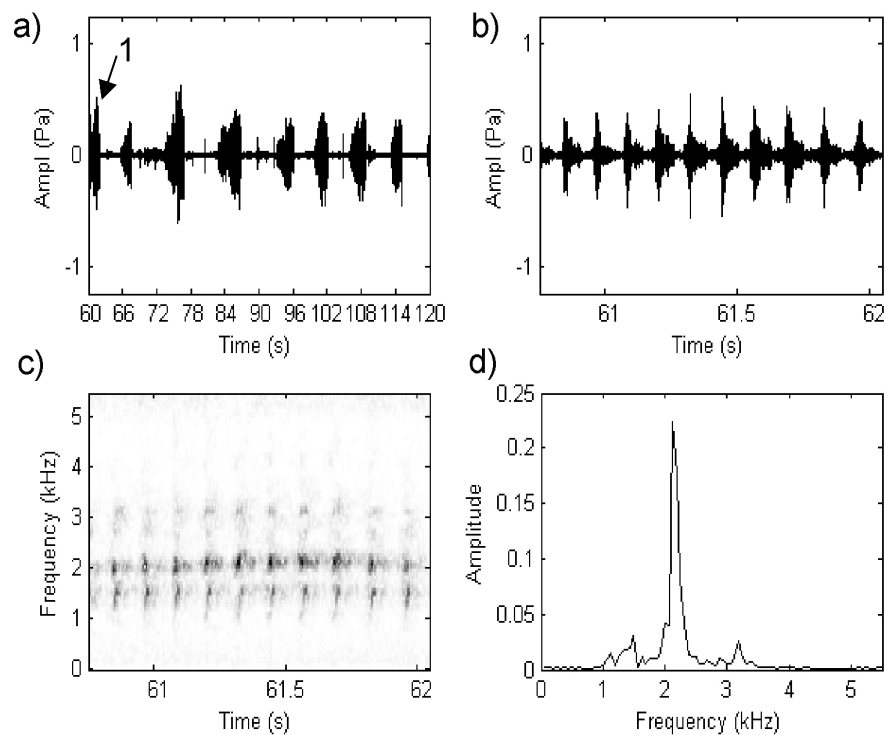 a)
1
1
0
-1
Ampl (Pa)
60 66 72 78 84 90 96 102 108 114 120
Time (s)
b)
1
0
-1
Ampl (Pa)
61 61.5 62
Time (s)
c)
5
4
3
2
1
0
Frequency (kHz)
61 61.5 62
Time (s)
d)
0.25
0.2
0.15
0.1
0.05
0
Amplitude
0 1 2 3 4 5
Frequency (kHz)